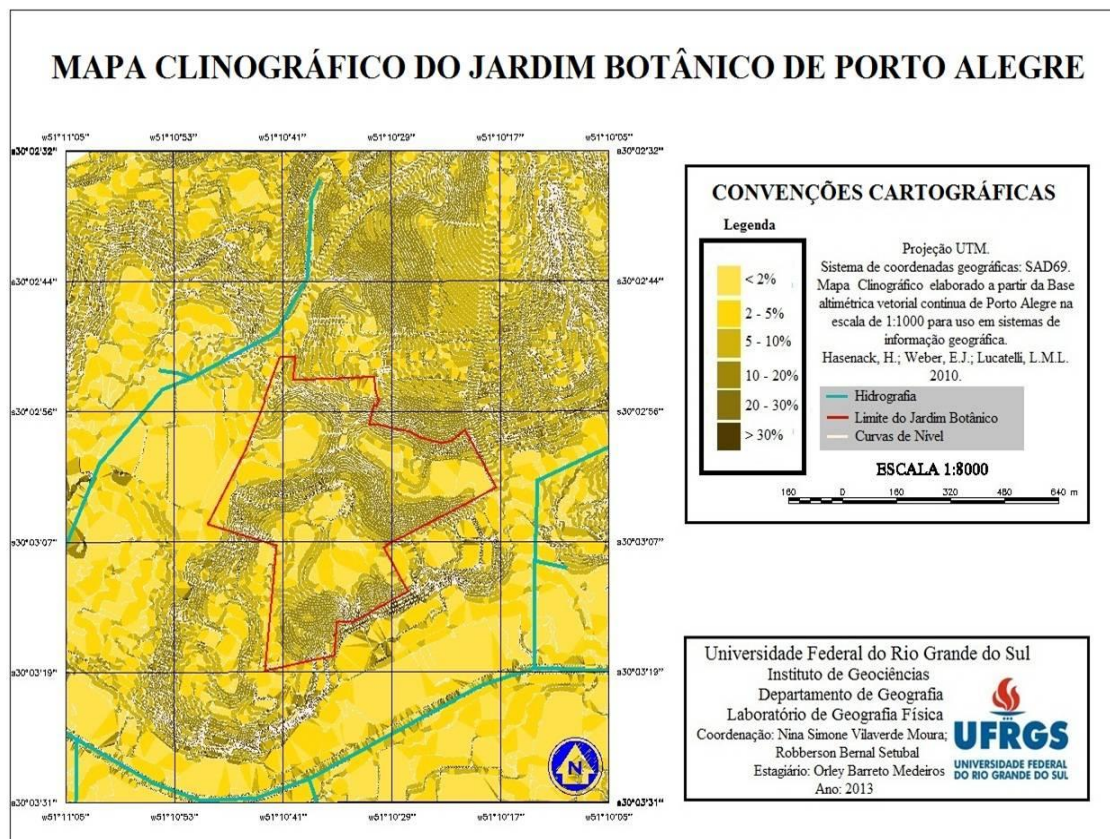 MAPA CLINOGRÁFICO DO JARDIM BOTÂNICO DE PORTO ALEGRE
w51°11'05" w51°10'53" w51°10'41" w51°10'29" w51°10'17" w51°10'05"
s30°02'32" s30°02'32"
s30°02'44" s30°02'44"
s30°02'56" s30°02'56"
s30°03'07" s30°03'07"
s30°03'19" s30°03'19"
s30°03'31" s30°03'31"
w51°11'05" w51°10'53" w51°10'41" w51°10'29" w51°10'17" w51°10'05"
N
CONVENÇÕES CARTOGRÁFICAS
Legenda
< 2%
2 - 5%
5 - 10%
10 - 20%
20 - 30%
> 30%
Projeção UTM.
Sistema de coordenadas geográficas: SAD69.
Mapa Clinográfico elaborado a partir da Base
altimétrica vetorial contínua de Porto Alegre na
escala de 1:1000 para uso em sistemas de
informação geográfica.
Hasenack, H.; Weber, E.J.; Lucatelli, L.M.L.
2010.
Hidrografia
Limite do Jardim Botânico
Curvas de Nivel
ESCALA 1:8000
160 0 160 320 480 640 m
Universidade Federal do Rio Grande do Sul
Instituto de Geociências
Departamento de Geografia
Laboratório de Geografia Física
Coordenação: Nina Simone Vilaverde Moura;
Robberson Bernal Setubal
Estagiário: Orley Barreto Medeiros
Ano: 2013
UFRGS
UNIVERSIDADE FEDERAL
DO RIO GRANDE DO SUL